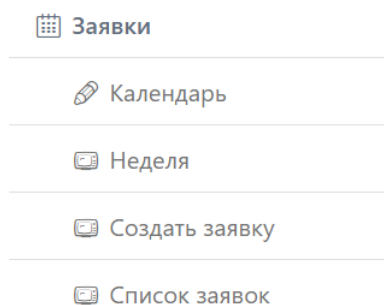 Заявки
Календарь
Неделя
Создать заявку
Список заявок